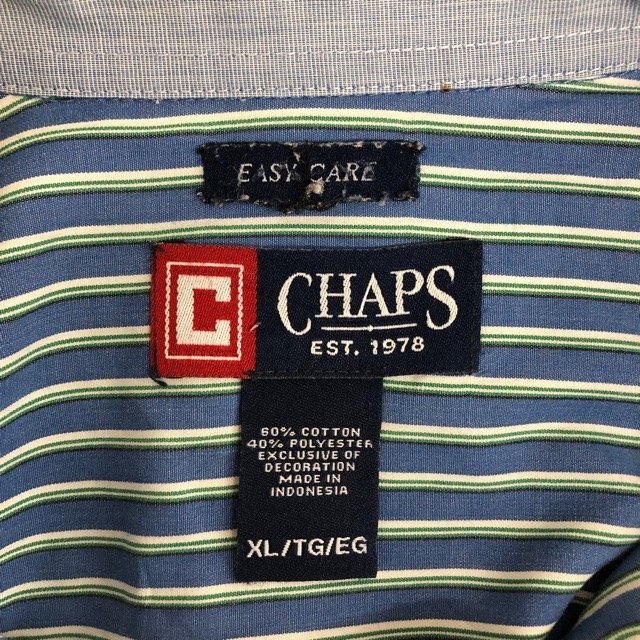 EASY CARE
C
CHAPS
EST. 1978
60% COTTON
40% POLYESTER
EXCLUSIVE OF
DECORATION
MADE IN
INDONESIA
XL/TG/EG